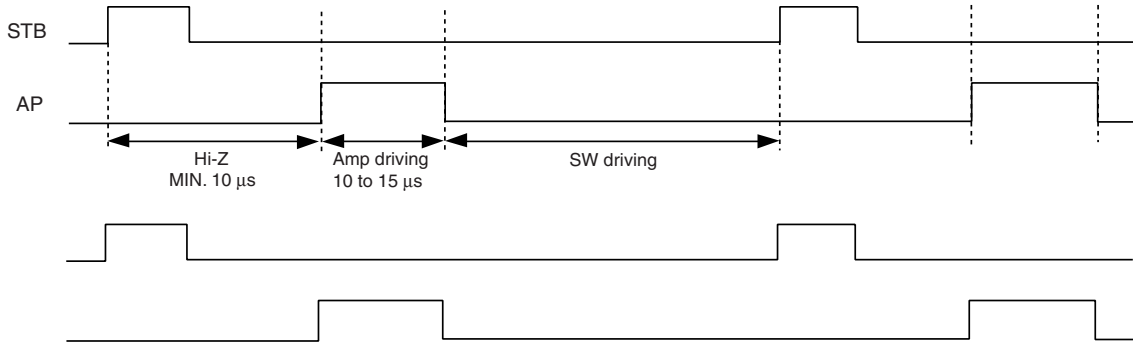 STB
AP
Hi-Z
MIN. 10 μs
Amp driving
10 to 15 μs
SW driving